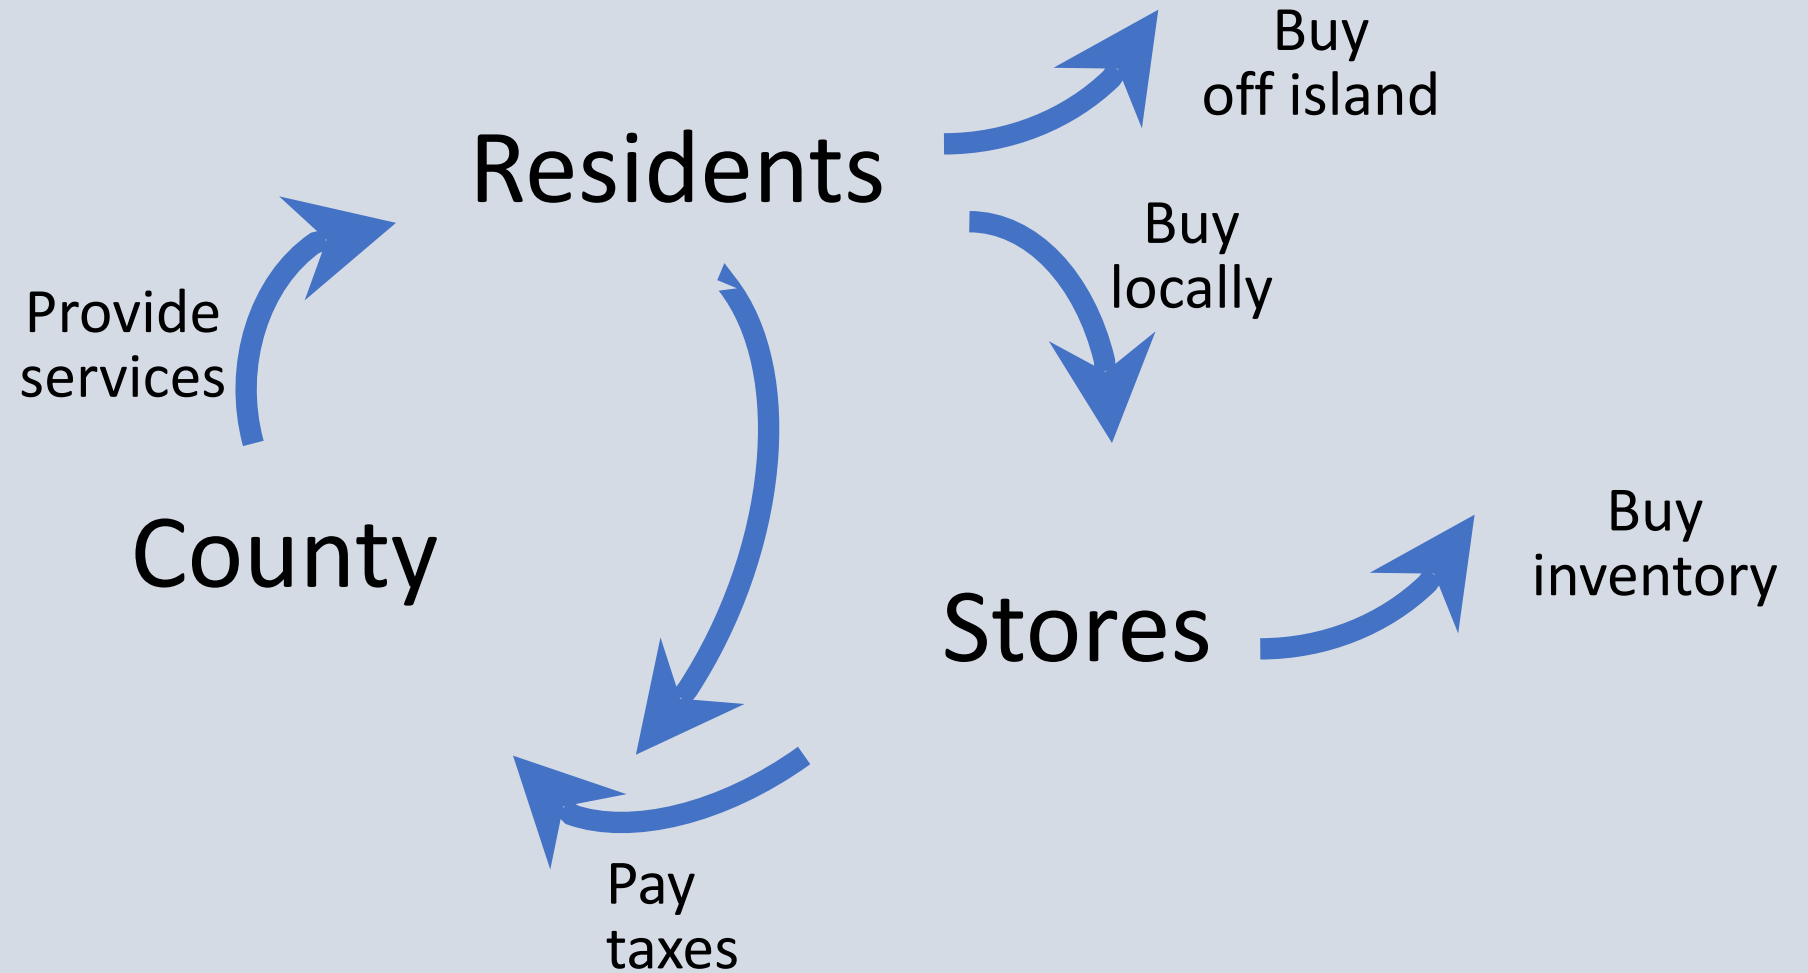 Buy
off island
Residents
Buy
locally
Provide
services
County
Buy
inventory
Stores
Pay
taxes